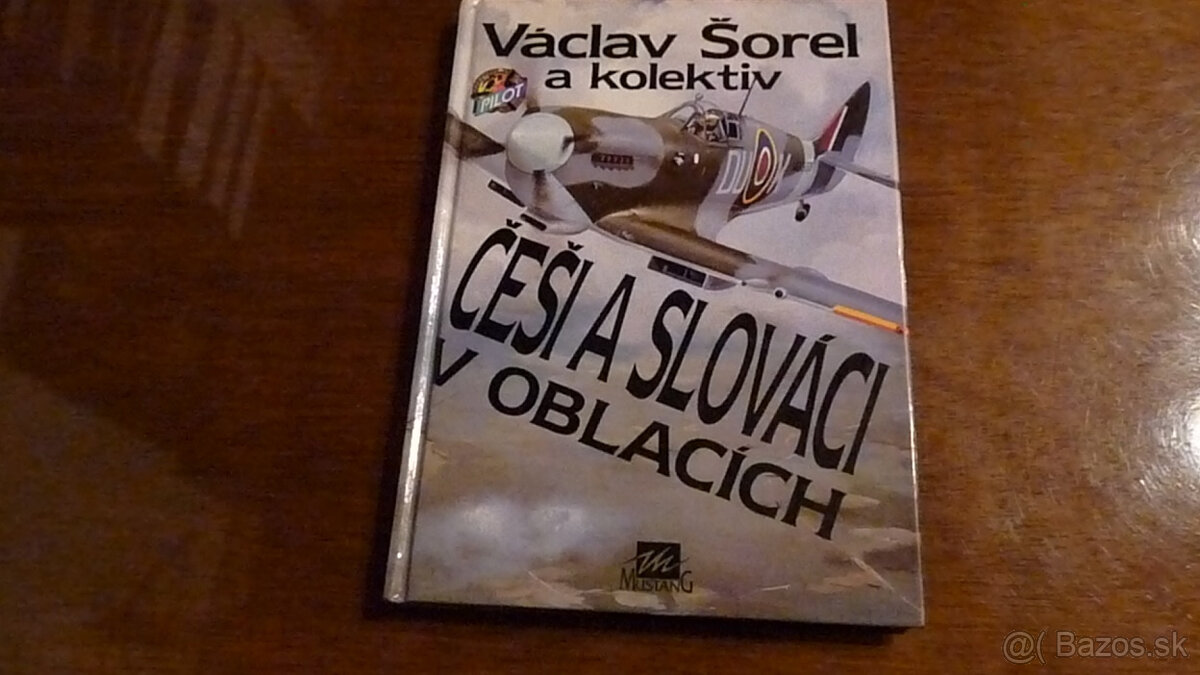 Václav Šorel
a kolektiv
PILOT
DU M
ČEŠI A SLOVÁCI
V OBLACÍCH
MUSTANG
@( Bazos.sk